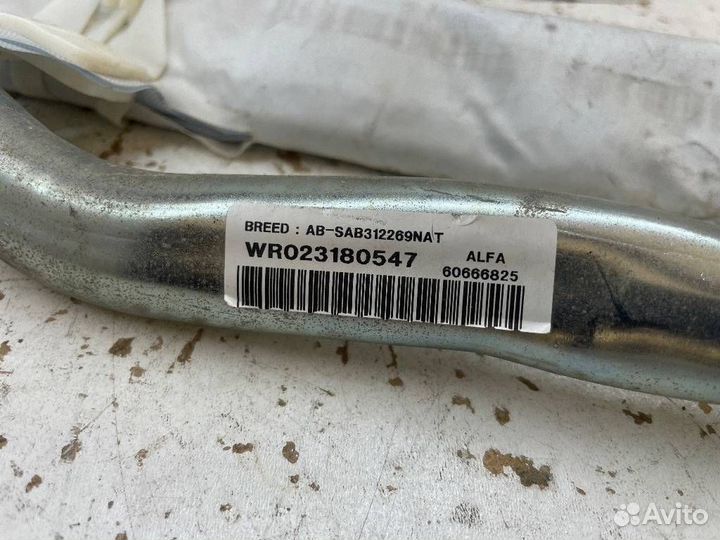 BREED : AB-SAB312269NAT
WR023180547
ALFA
60666825
Avito